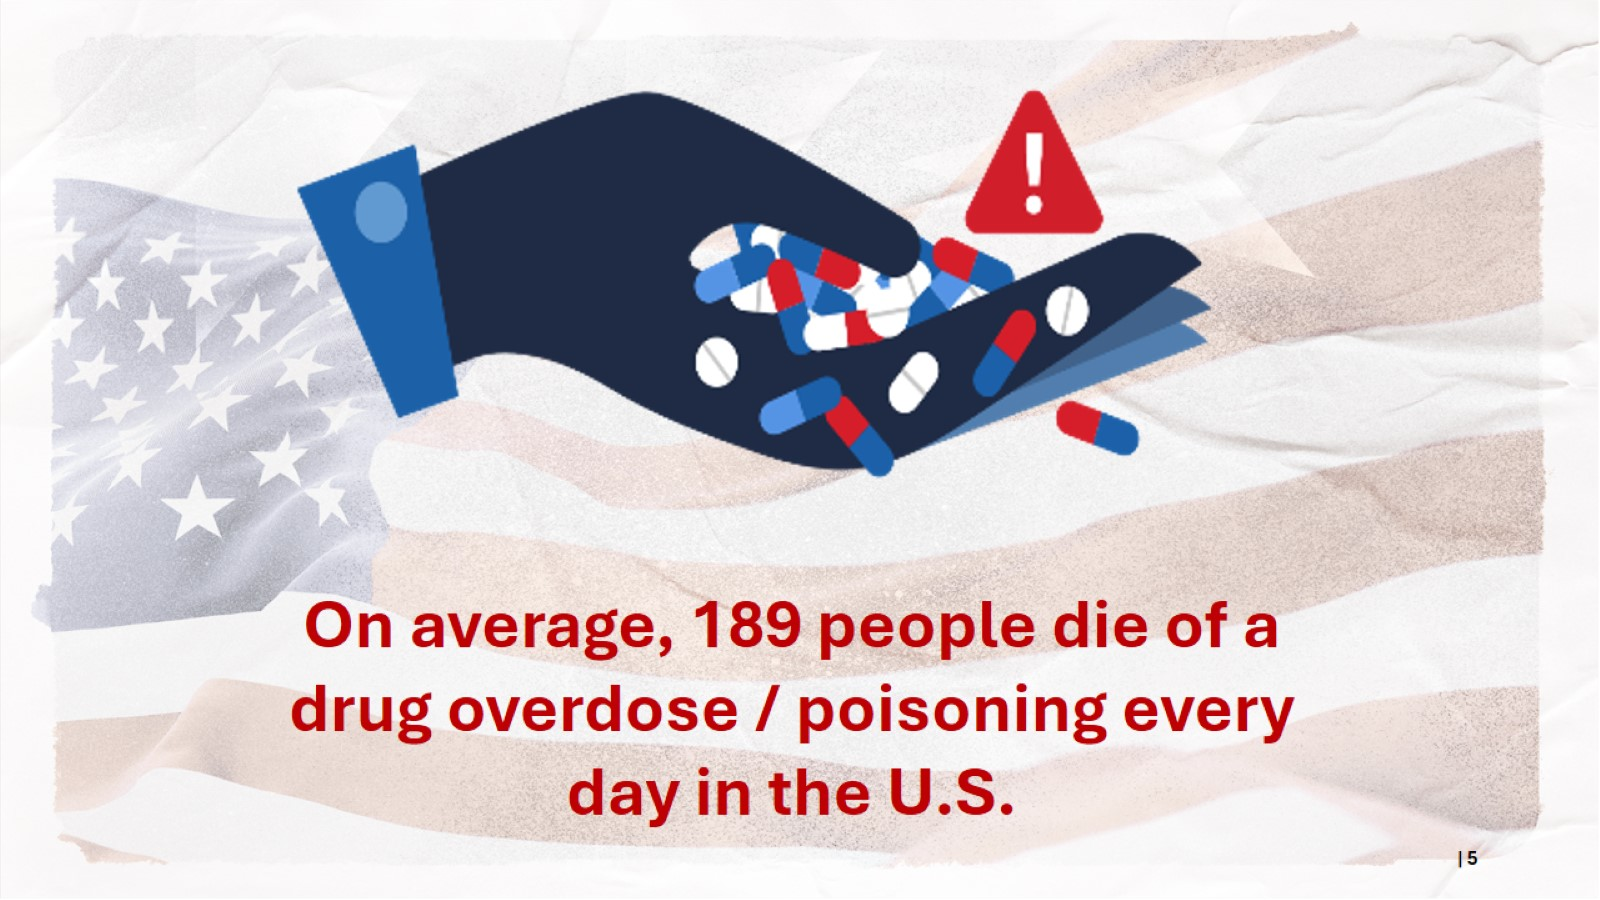 !
On average, 189 people die of a
drug overdose / poisoning every
day in the U.S.
| 5